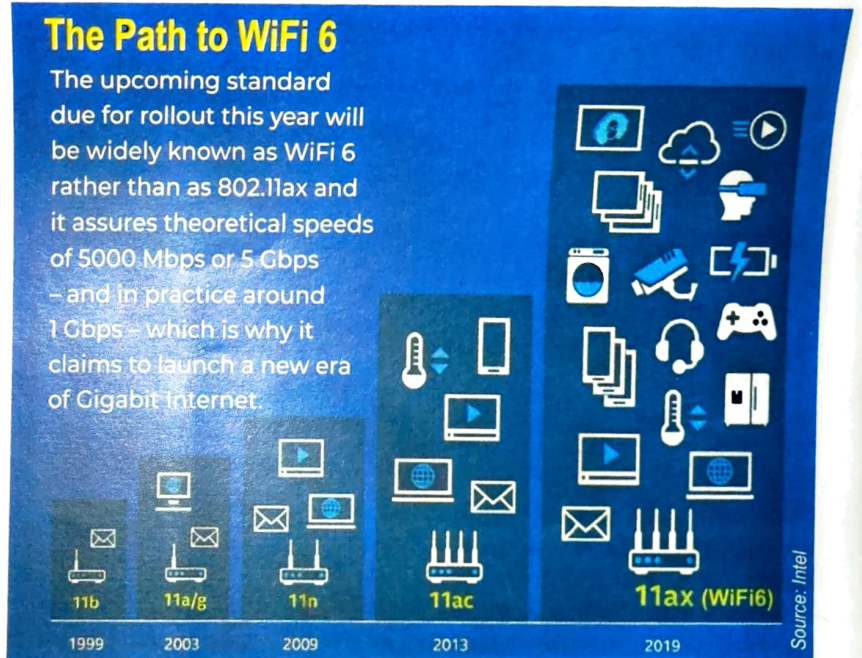 The Path to WiFi 6
The upcoming standard
due for rollout this year will
be widely known as WiFi 6
rather than as 802.11ax and
it assures theoretical speeds
of 5000 Mbps or 5 Gbps
– and in practice around
1 Gbps – which is why it
claims to launch a new era
of Gigabit Internet.
11b
11a/g
11n
11ac
11ax (WiFi6)
1999
2003
2009
2013
2019
Source: Intel